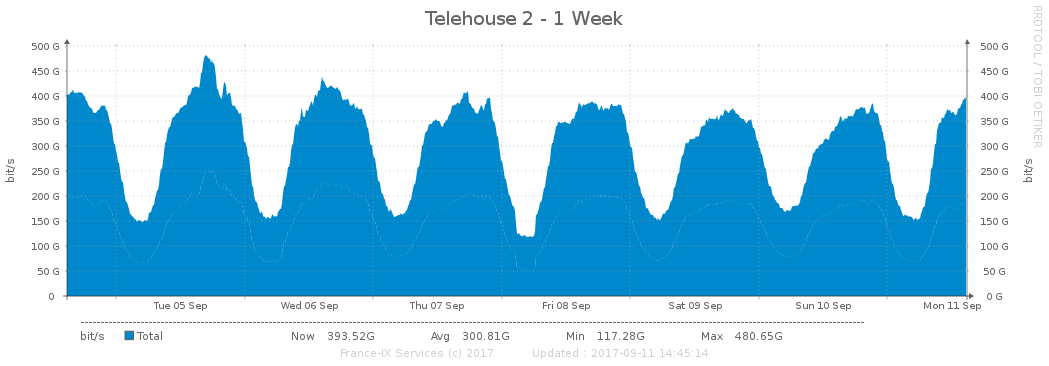 Telehouse 2 - 1 Week
RRDTOOL / TOBI OETIKER
bit/s
500 G 500 G
450 G 450 G
400 G 400 G
350 G 350 G
300 G 300 G
250 G 250 G
200 G 200 G
150 G 150 G
100 G 100 G
50 G 50 G
0 0 G
bit/s
Tue 05 Sep Wed 06 Sep Thu 07 Sep Fri 08 Sep Sat 09 Sep Sun 10 Sep Mon 11 Sep
bit/s Total Now 393.52G Avg 300.81G Min 117.28G Max 480.65G
France-IX Services (c) 2017 Updated : 2017-09-11 14:45:14